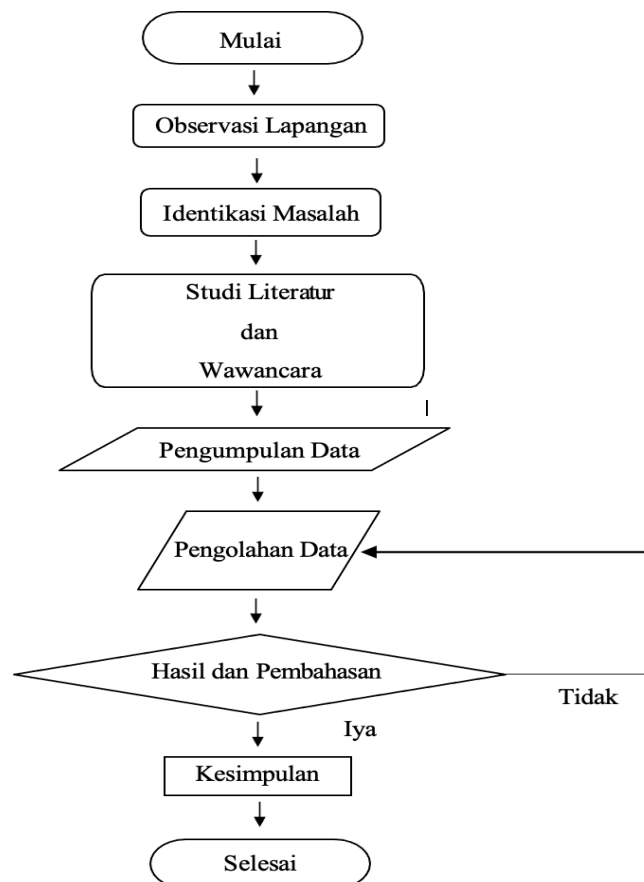 Mulai
Observasi Lapangan
Identikasi Masalah
Studi Literatur
dan
Wawancara
Pengumpulan Data
Pengolahan Data
Hasil dan Pembahasan
Tidak
Iya
Kesimpulan
Selesai